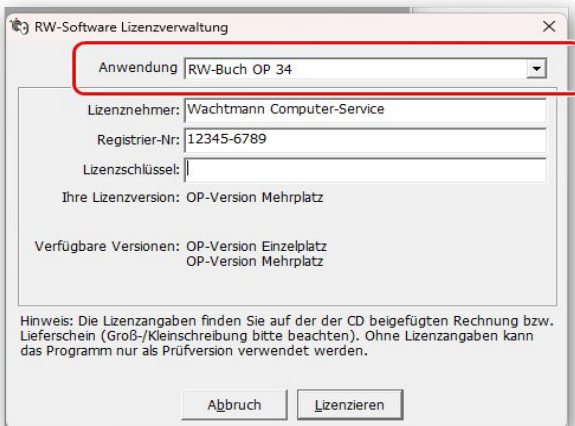 RW-Software Lizenzverwaltung
Anwendung RW-Buch OP 34
Lizenznehmer: Wachtmann Computer-Service
Registrier-Nr: 12345-6789
Lizenzschlüssel:
Ihre Lizenzversion: OP-Version Mehrplatz
Verfügbare Versionen: OP-Version Einzelplatz
OP-Version Mehrplatz
Hinweis: Die Lizenzangaben finden Sie auf der der CD beigefügten Rechnung bzw.
Lieferschein (Groß-/Kleinschreibung bitte beachten). Ohne Lizenzangaben kann
das Programm nur als Prüfversion verwendet werden.
Abbruch Lizenzieren